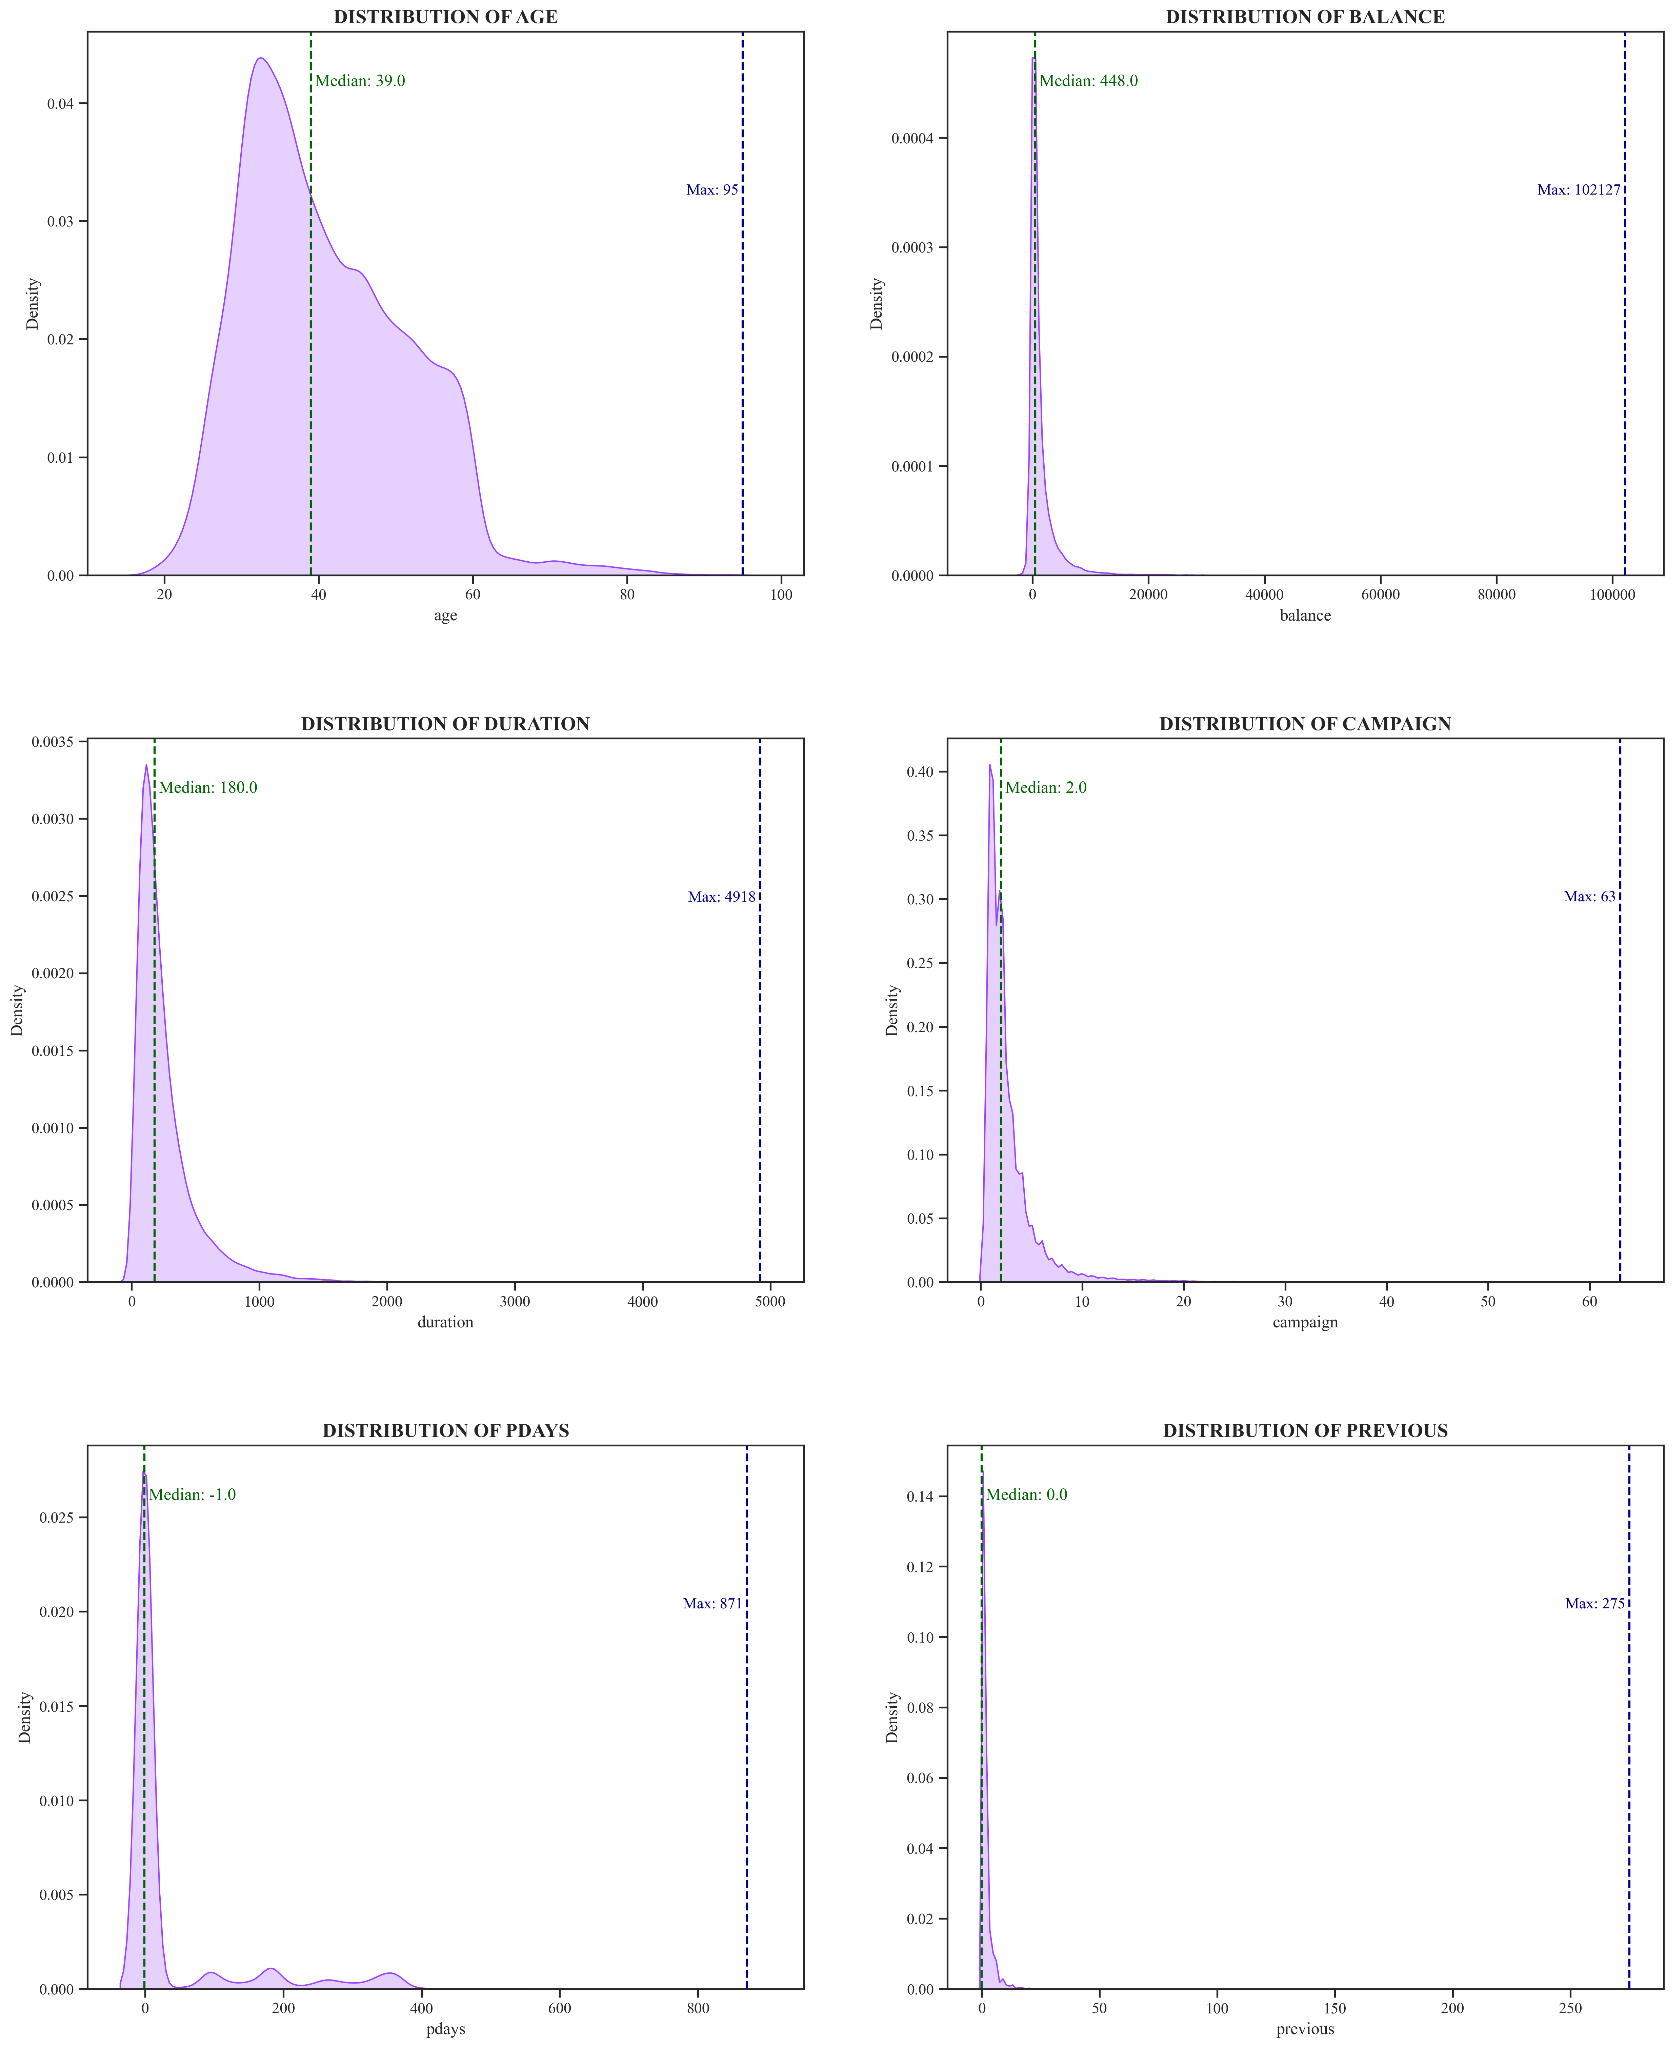 DISTRIBUTION OF AGE
Median: 39.0
Max: 95
0.04
0.03
0.02
0.01
0.00
Density
20 40 60 80 100
age
DISTRIBUTION OF BALANCE
Median: 448.0
Max: 102127
0.0004
0.0003
0.0002
0.0001
0.0000
Density
0 20000 40000 60000 80000 100000
balance
DISTRIBUTION OF DURATION
Median: 180.0
Max: 4918
0.0035
0.0030
0.0025
0.0020
0.0015
0.0010
0.0005
0.0000
Density
0 1000 2000 3000 4000 5000
duration
DISTRIBUTION OF CAMPAIGN
Median: 2.0
Max: 63
0.40
0.35
0.30
0.25
0.20
0.15
0.10
0.05
0.00
Density
0 10 20 30 40 50 60
campaign
DISTRIBUTION OF PDAYS
Median: -1.0
Max: 871
0.025
0.020
0.015
0.010
0.005
0.000
Density
0 200 400 600 800
pdays
DISTRIBUTION OF PREVIOUS
Median: 0.0
Max: 275
0.14
0.12
0.10
0.08
0.06
0.04
0.02
0.00
Density
0 50 100 150 200 250
previous